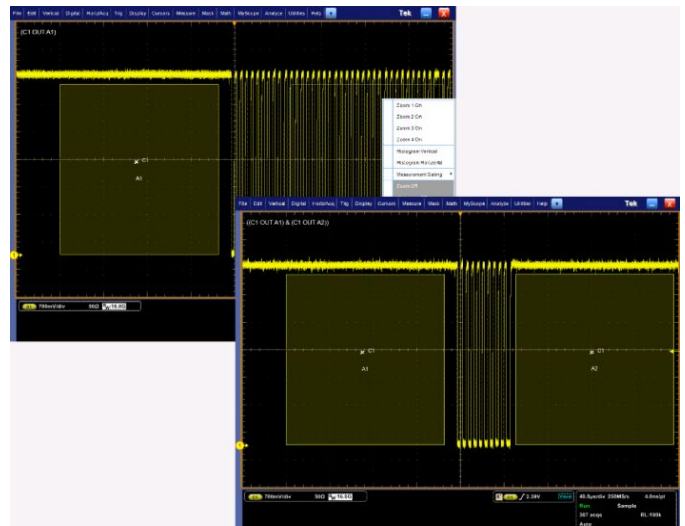 File Edit Vertical Digital Horiz/Acq Trig Display Cursors Measure Mask Math MyScope Analyze Utilities Help Tek
(C1 OUT A1)
Zoom 1 On
Zoom 2 On
Zoom 3 On
Zoom 4 On
Histogram Vertical
Histogram Horizontal
Measurement Gating
Zoom Off
C1
A1
700mV/div 50Ω
File Edit Vertical Digital Horiz/Acq Trig Display Cursors Measure Mask Math MyScope Analyze Utilities Help Tek
((C1 OUT A1) & (C1 OUT A2))
C1 C1
A1 A2
700mV/div 50Ω 40.0µs/div 250MS/s 4.0ns/pt
Run Sample
RL:100k
Auto